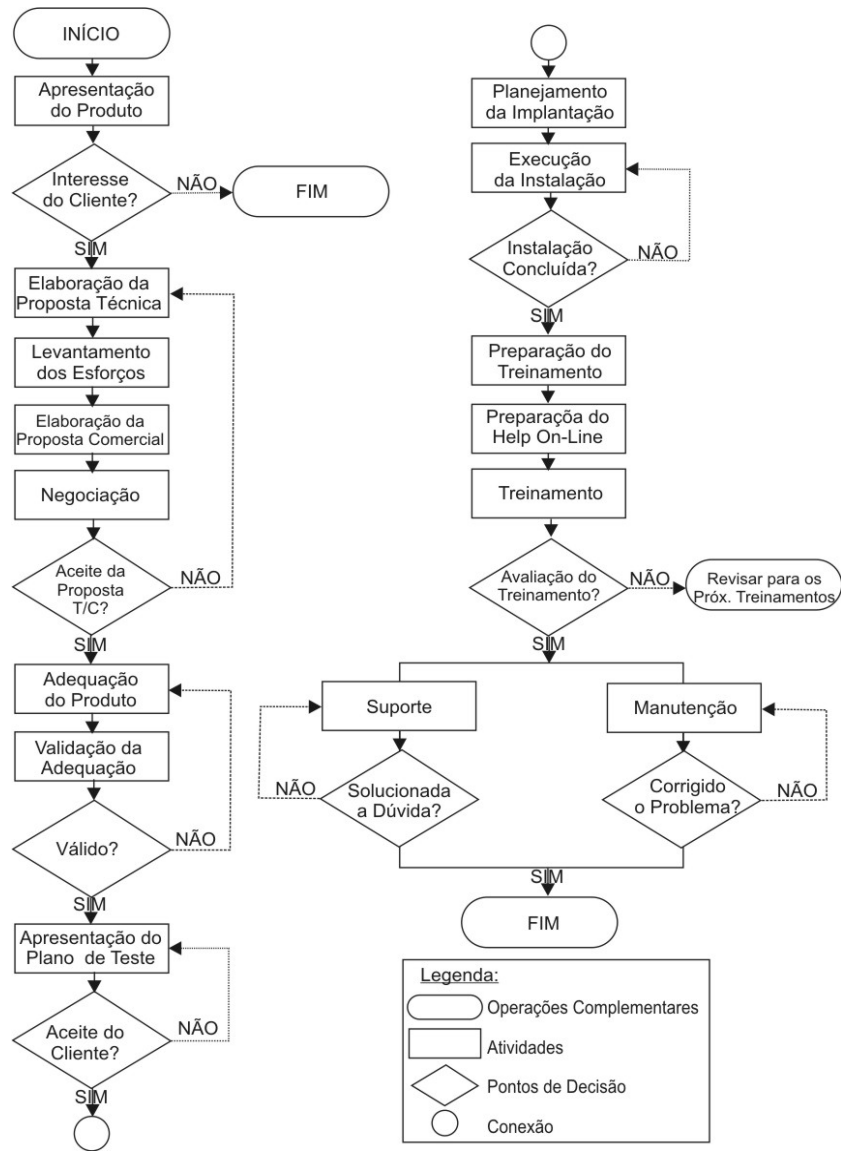 INÍCIO
Apresentação
do Produto
Interesse
do Cliente?
NÃO
FIM
SIM
Elaboração da
Proposta Técnica
Levantamento
dos Esforços
Elaboração da
Proposta Comercial
Negociação
Aceite da
Proposta
T/C?
NÃO
SIM
Adequação
do Produto
Validação da
Adequação
Válido?
NÃO
SIM
Apresentação do
Plano de Teste
Aceite do
Cliente?
NÃO
SIM
Planejamento
da Implantação
Execução
da Instalação
Instalação
Concluída?
NÃO
SIM
Preparação do
Treinamento
Preparaçõa do
Help On-Line
Treinamento
Avaliação do
Treinamento?
NÃO
Revisar para os
Próx. Treinamentos
SIM
Suporte
Solucionada
a Dúvida?
NÃO
Manutenção
Corrigido
o Problema?
NÃO
SIM
FIM
Legenda:
Operações Complementares
Atividades
Pontos de Decisão
Conexão